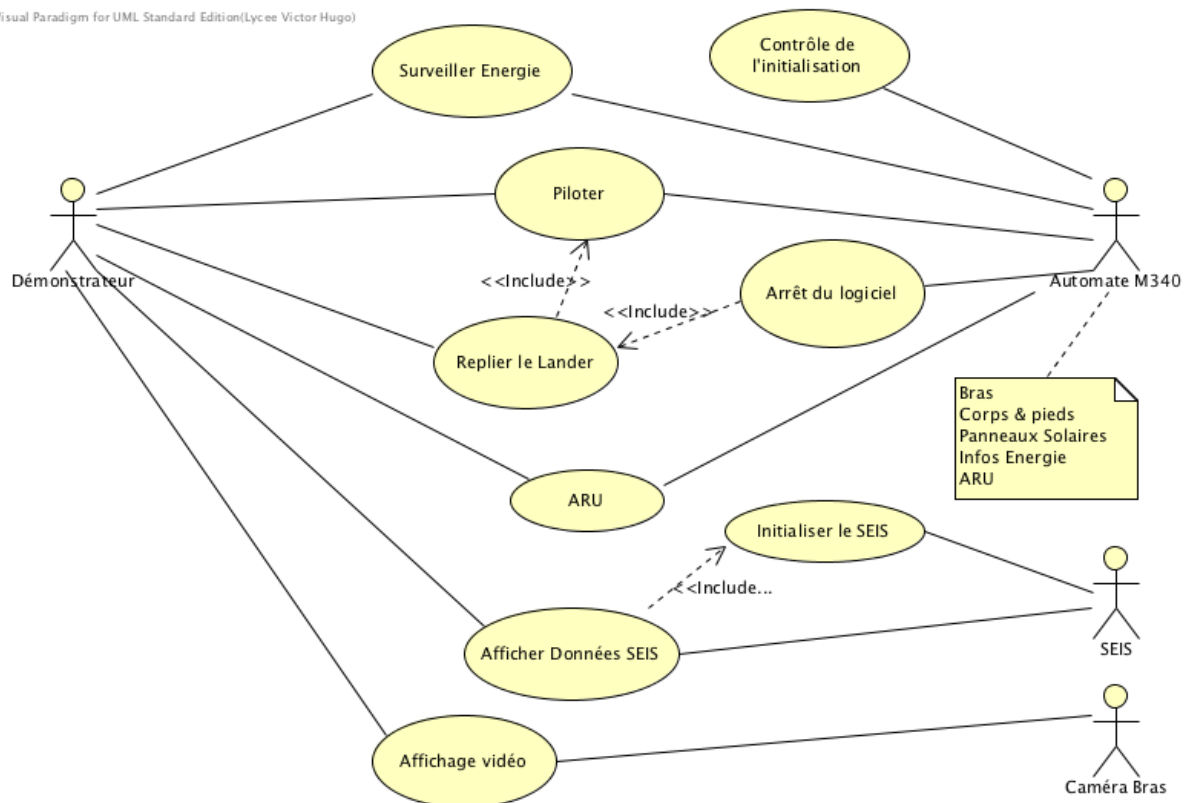 Visual Paradigm for UML Standard Edition(Lycee Victor Hugo)
Surveiller Energie
Contrôle de
l'initialisation
Piloter
Démonstrateur
<<Include>>
Arrêt du logiciel
Automate M340
<<Include>>
Replier le Lander
Bras
Corps & pieds
Panneaux Solaires
Infos Energie
ARU
ARU
Initialiser le SEIS
<<Include...
Afficher Données SEIS
SEIS
Affichage vidéo
Caméra Bras